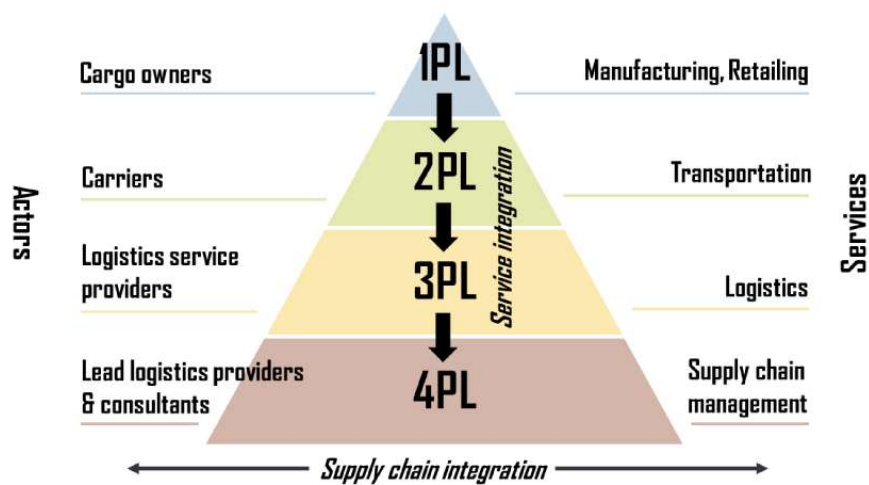 1PL
Cargo owners
Manufacturing, Retailing
2PL
Carriers
Transportation
Service integration
Actors
Services
Logistics service
providers
3PL
Logistics
Lead logistics providers
& consultants
4PL
Supply chain
management
Supply chain integration